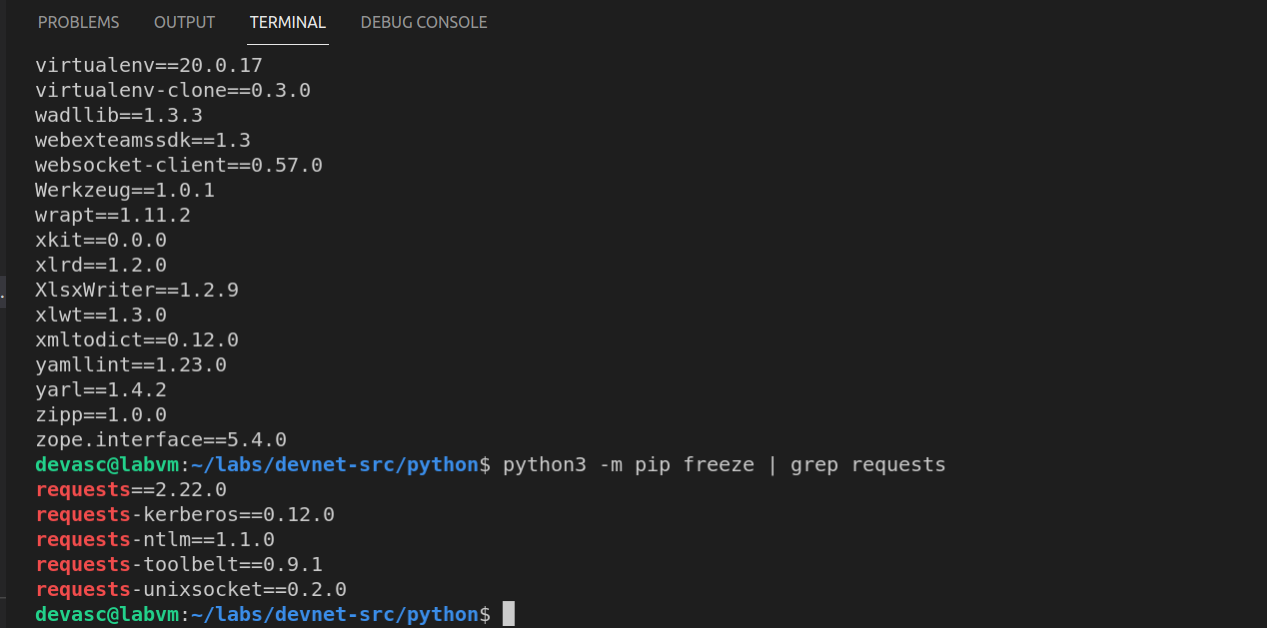 PROBLEMS OUTPUT TERMINAL DEBUG CONSOLE
virtualenv==20.0.17
virtualenv-clone==0.3.0
wadllib==1.3.3
webexteamssdk==1.3
websocket-client==0.57.0
Werkzeug==1.0.1
wrapt==1.11.2
xkit==0.0.0
xlrd==1.2.0
XlsxWriter==1.2.9
xlwt==1.3.0
xmltodict==0.12.0
yamllint==1.23.0
yarl==1.4.2
zipp==1.0.0
zope.interface==5.4.0
devasc@labvm:~/labs/devnet-src/python$ python3 -m pip freeze | grep requests
requests==2.22.0
requests-kerberos==0.12.0
requests-ntlm==1.1.0
requests-toolbelt==0.9.1
requests-unixsocket==0.2.0
devasc@labvm:~/labs/devnet-src/python$